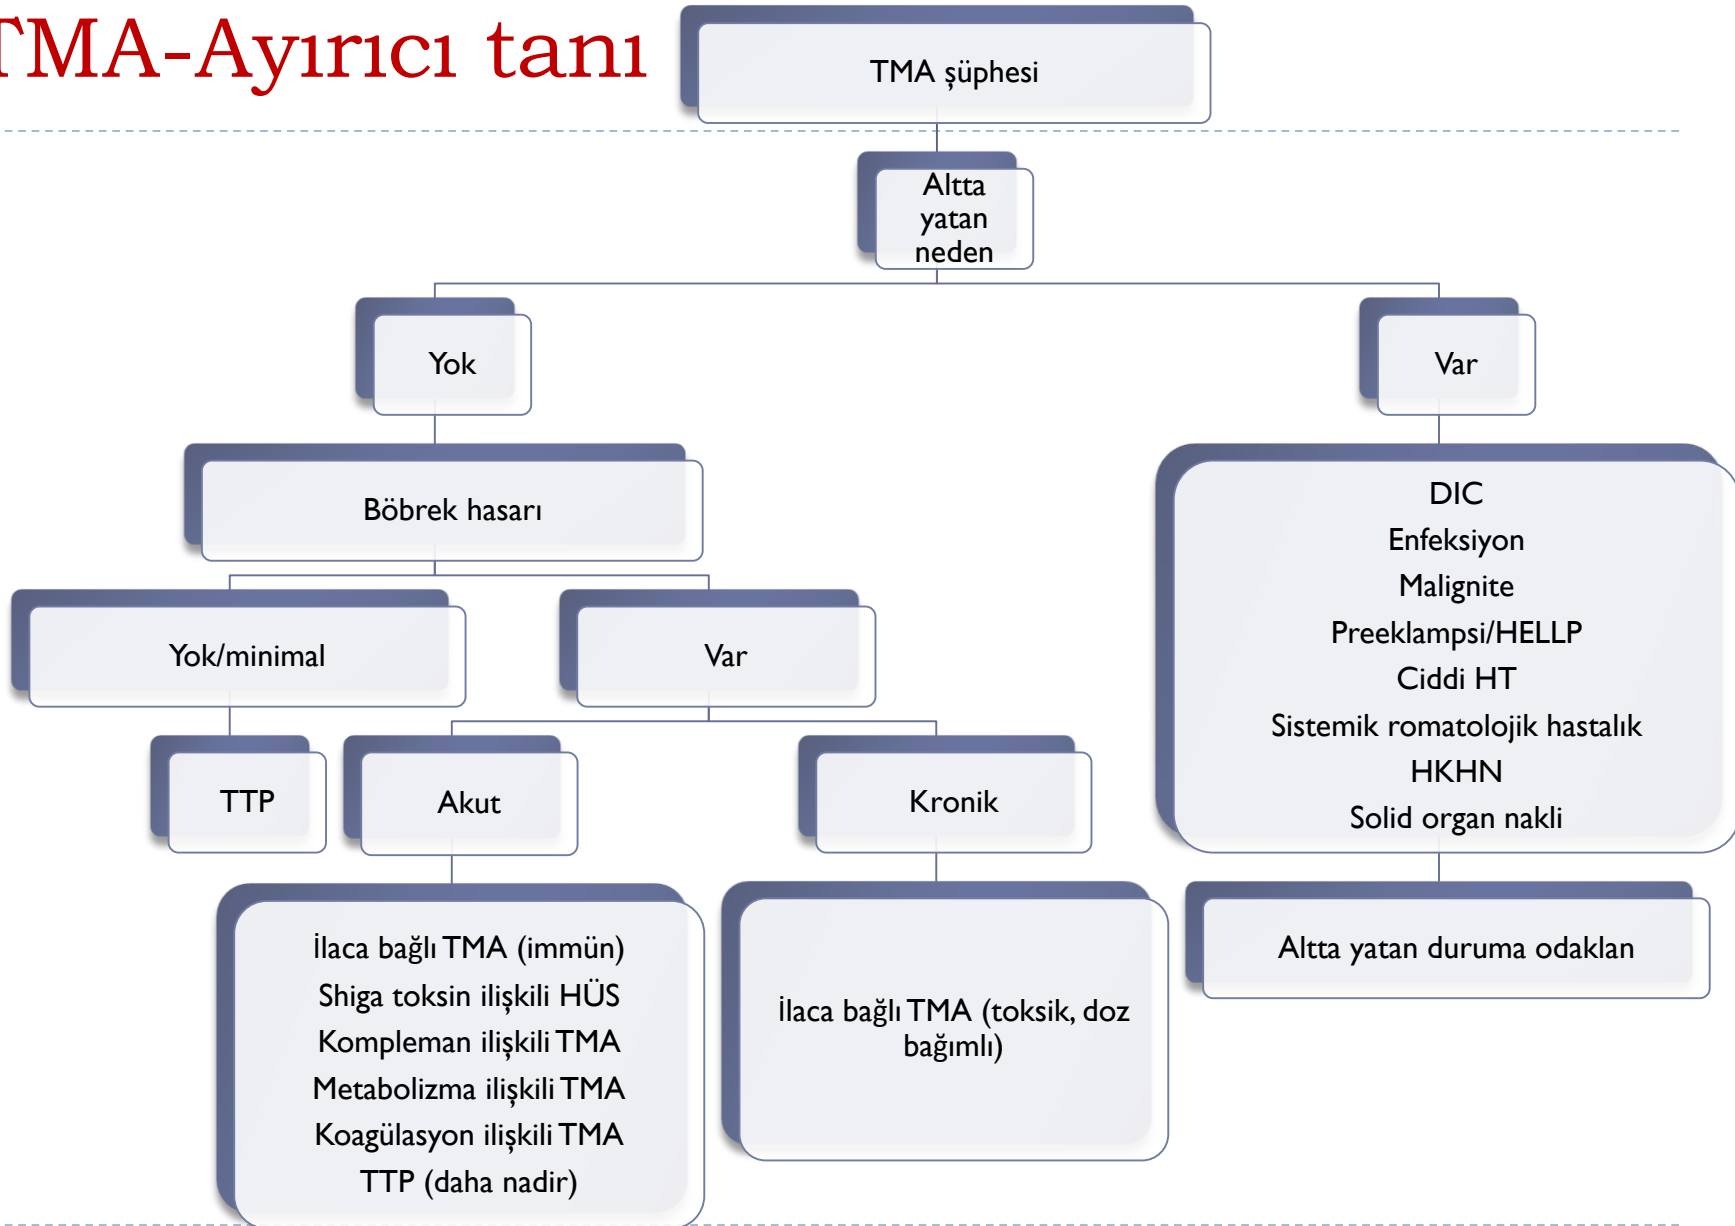 TMA-Ayırıcı tanı
TMA şüphesi
Altta
yatan
neden
Yok
Var
Böbrek hasarı
Yok/minimal
Var
TTP
Akut
Kronik
İlaca bağlı TMA (immün)
Shiga toksin ilişkili HÜS
Kompleman ilişkili TMA
Metabolizma ilişkili TMA
Koagülasyon ilişkili TMA
TTP (daha nadir)
İlaca bağlı TMA (toksik, doz
bağımlı)
DIC
Enfeksiyon
Malignite
Preeklampsi/HELLP
Ciddi HT
Sistemik romatolojik hastalık
HKHN
Solid organ nakli
Altta yatan duruma odaklan